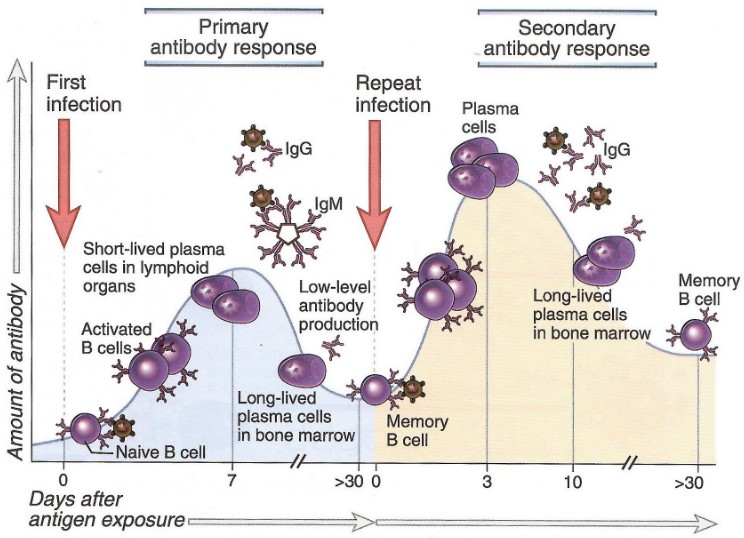 Primary
antibody response
Secondary
antibody response
First
infection
Repeat
infection
Plasma
cells
IgG
IgG
IgM
Short-lived plasma
cells in lymphoid
organs
Low-level
antibody
production
Activated
B cells
Long-lived
plasma cells
in bone marrow
Memory
B cell
Long-lived
plasma cells
in bone marrow
Memory
B cell
Naive B cell
Amount of antibody
0
7
>30
0
3
10
>30
Days after
antigen exposure